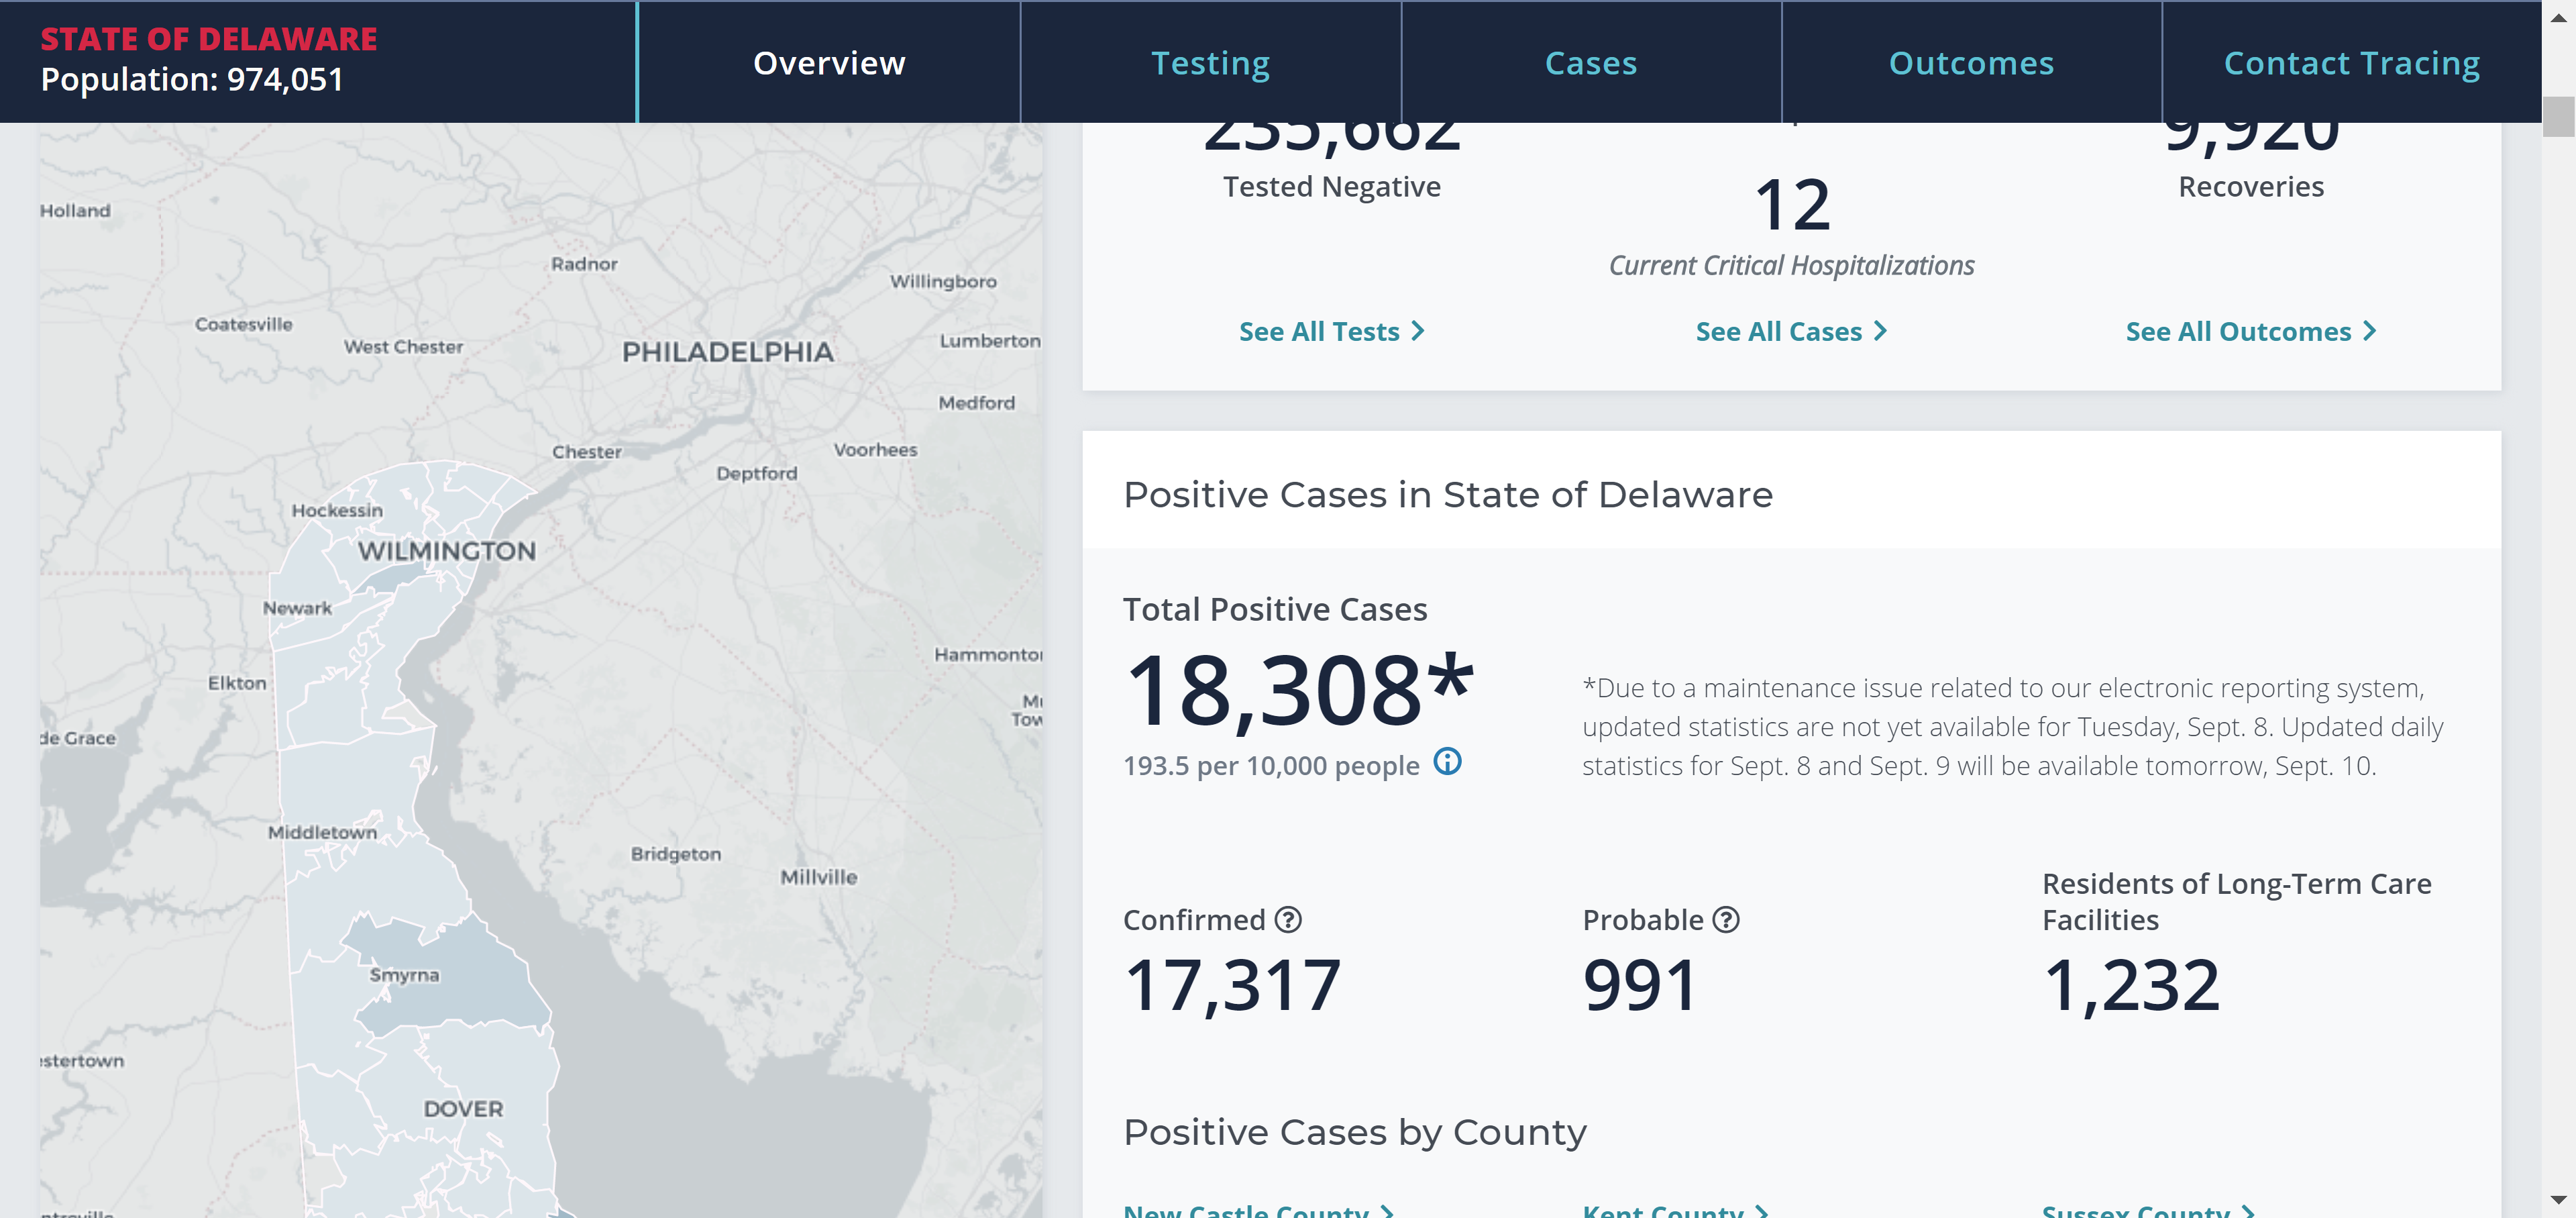 STATE OF DELAWARE
Population: 974,051
Overview
Testing
Cases
Outcomes
Contact Tracing
235,662
Tested Negative
12
Current Critical Hospitalizations
9,920
Recoveries
See All Tests
See All Cases
See All Outcomes
Positive Cases in State of Delaware
Total Positive Cases
18,308*
193.5 per 10,000 people
*Due to a maintenance issue related to our electronic reporting system,
updated statistics are not yet available for Tuesday, Sept. 8. Updated daily
statistics for Sept. 8 and Sept. 9 will be available tomorrow, Sept. 10.
Confirmed
17,317
Probable
991
Residents of Long-Term Care
Facilities
1,232
Positive Cases by County
New Castle County
Kent County
Sussex County
Holland
Radnor
Willingboro
Coatesville
West Chester
PHILADELPHIA
Lumberton
Medford
Chester
Voorhees
Deptford
Hockessin
WILMINGTON
Newark
Hammonto
Elkton
M
Tow
de Grace
Middletown
Bridgeton
Millville
Smyrna
estertown
DOVER